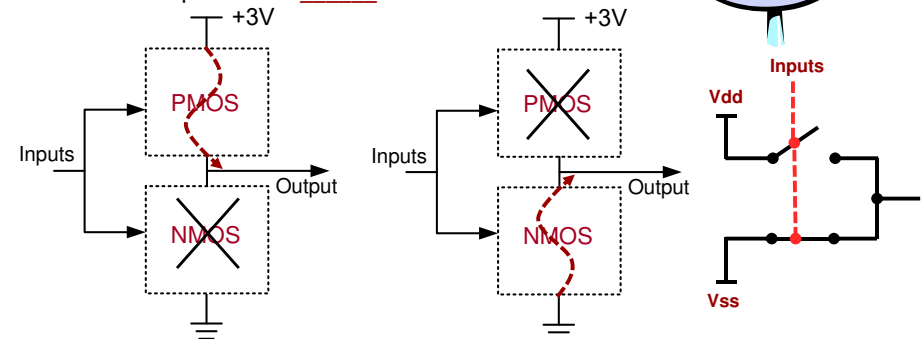 +3V
PMOS
Inputs
Output
NMOS
+3V
PMOS
Inputs
Output
NMOS
Inputs
Vdd
Vss